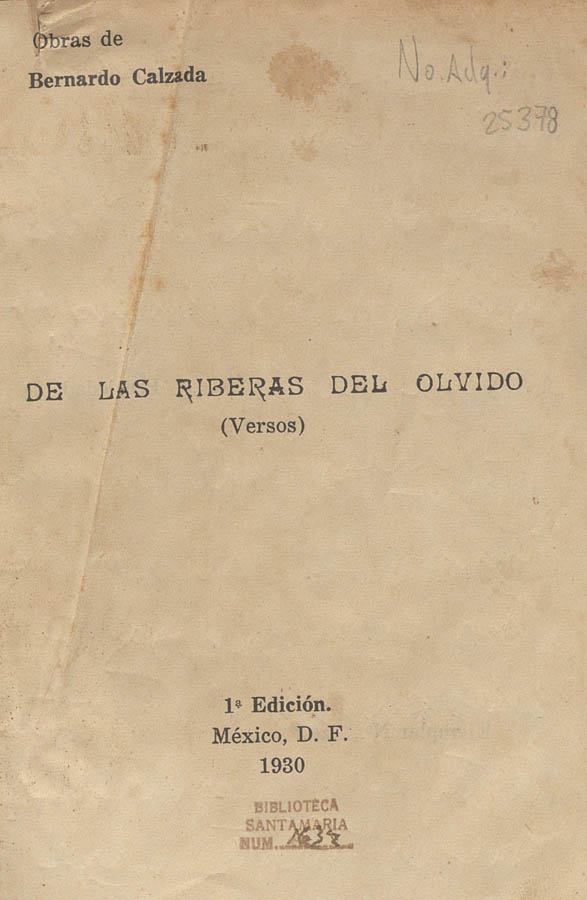 Obras de
Bernardo Calzada
No. Adq.:
25378
DE LAS RIBERAS DEL OLVIDO
(Versos)
1ª Edición.
México, D. F.
1930
BIBLIOTECA
SANTAMARIA
NUM.